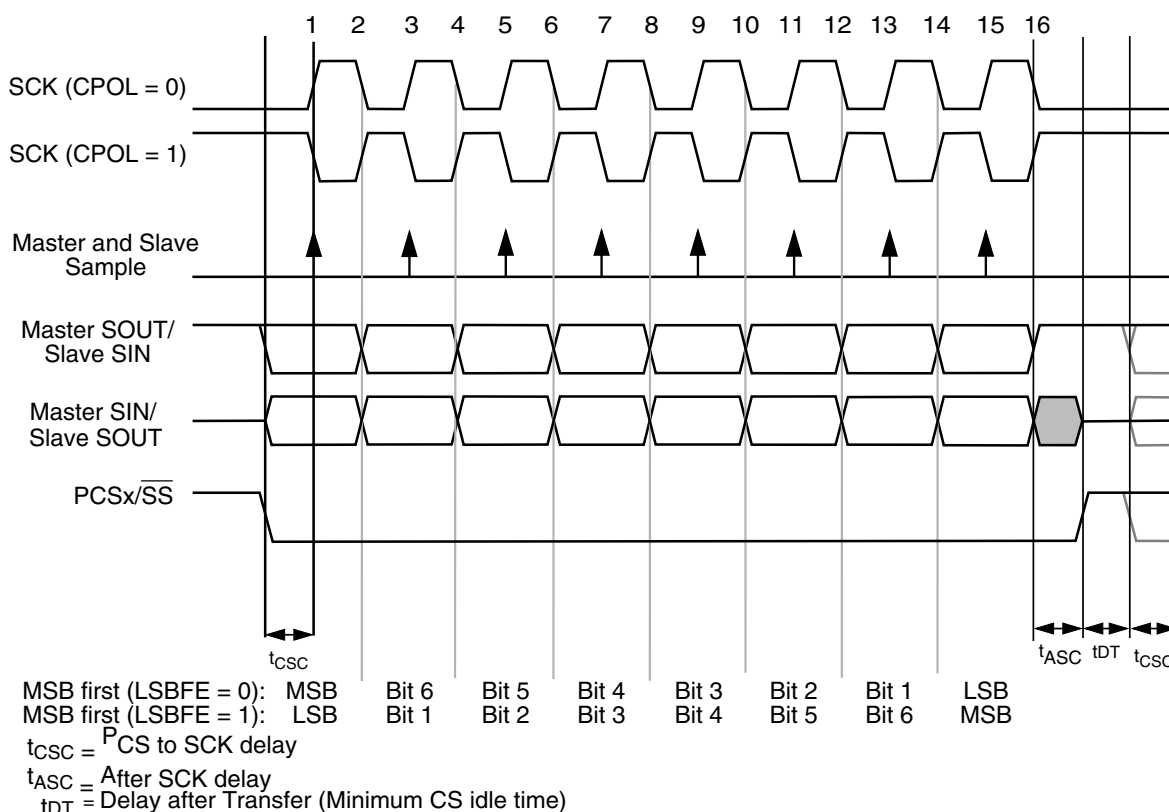 1 2 3 4 5 6 7 8 9 10 11 12 13 14 15 16
SCK (CPOL = 0)
SCK (CPOL = 1)
Master and Slave
Sample
Master SOUT/
Slave SIN
Master SIN/
Slave SOUT
PCSx/SS
tCSC tASC tDT tCSC
MSB first (LSBFE = 0): MSB Bit 6 Bit 5 Bit 4 Bit 3 Bit 2 Bit 1 LSB
MSB first (LSBFE = 1): LSB Bit 1 Bit 2 Bit 3 Bit 4 Bit 5 Bit 6 MSB
tCSC = PCS to SCK delay
tASC = After SCK delay
tDT = Delay after Transfer (Minimum CS idle time)